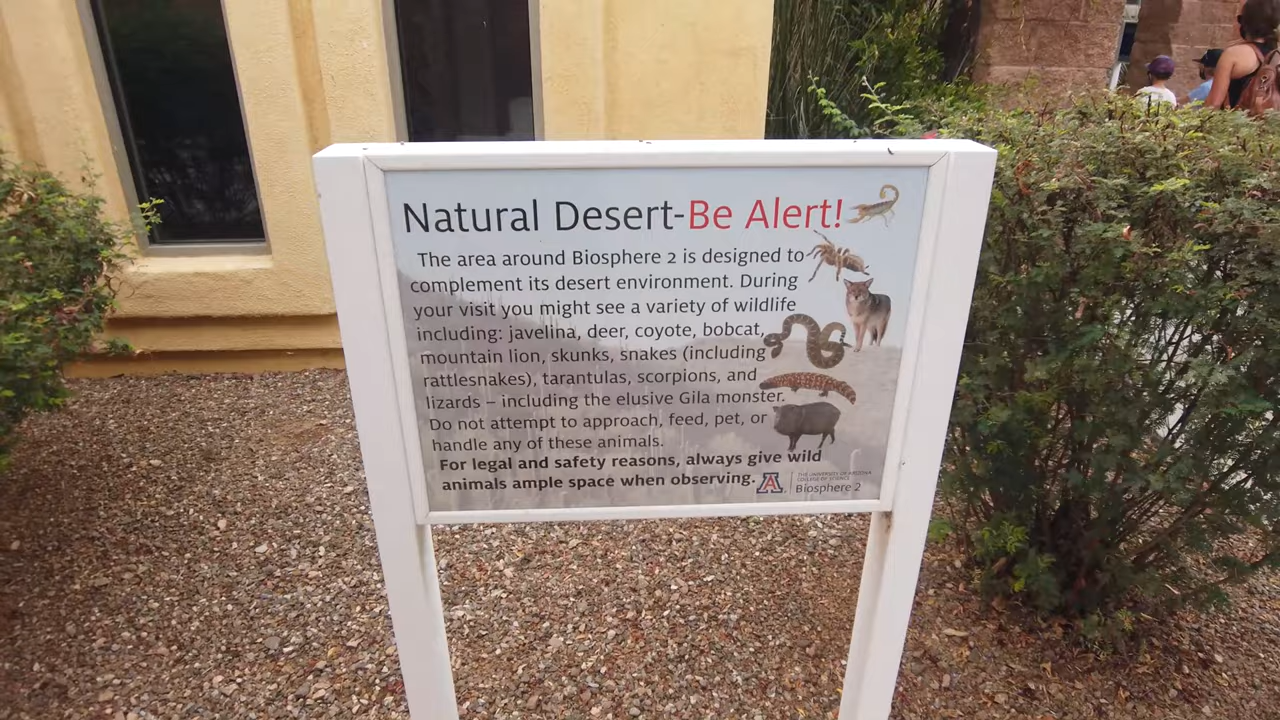 Natural Desert-Be Alert!
The area around Biosphere 2 is designed to
complement its desert environment. During
your visit you might see a variety of wildlife
including: javelina, deer, coyote, bobcat,
mountain lion, skunks, snakes (including
rattlesnakes), tarantulas, scorpions, and
lizards – including the elusive Gila monster.
Do not attempt to approach, feed, pet, or
handle any of these animals.
For legal and safety reasons, always give wild
animals ample space when observing.
A
THE UNIVERSITY OF ARIZONA
COLLEGE OF SCIENCE
Biosphere 2